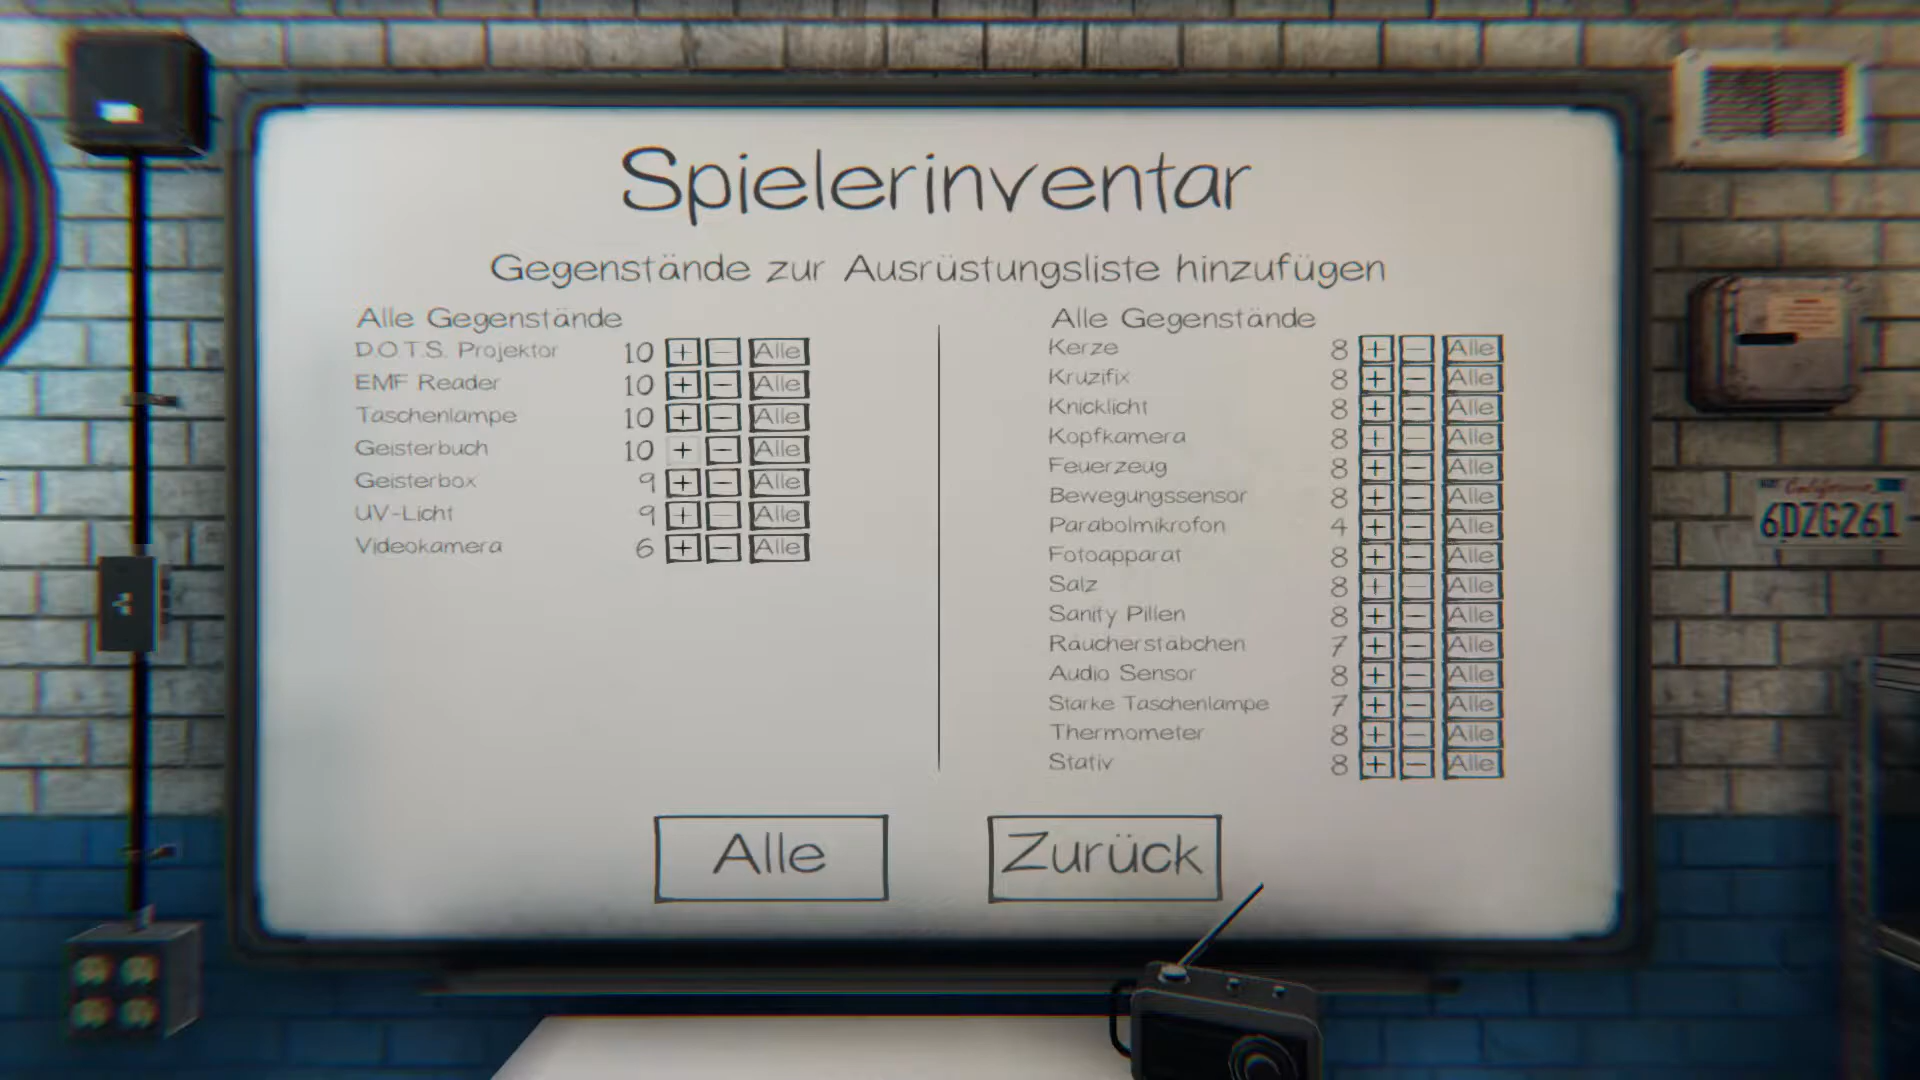 Spielerinventar
Gegenstände zur Ausrüstungsliste hinzufügen
Alle Gegenstände
D.O.T.S. Projektor 10 + - Alle
EMF Reader 10 + - Alle
Taschenlampe 10 + - Alle
Geisterbuch 10 + - Alle
Geisterbox 9 + - Alle
UV-Licht 9 + - Alle
Videokamera 6 + - Alle
Alle Gegenstände
Kerze 8 + - Alle
Kruzifix 8 + - Alle
Knicklicht 8 + - Alle
Kopfkamera 8 + - Alle
Feuerzeug 8 + - Alle
Bewegungssensor 8 + - Alle
Parabolmikrofon 4 + - Alle
Fotoapparat 8 + - Alle
Salz 8 + - Alle
Sanity Pillen 8 + - Alle
Räucherstäbchen 7 + - Alle
Audio Sensor 8 + - Alle
Starke Taschenlampe 7 + - Alle
Thermometer 8 + - Alle
Stativ 8 + - Alle
Alle
Zurück
California
6DZG261